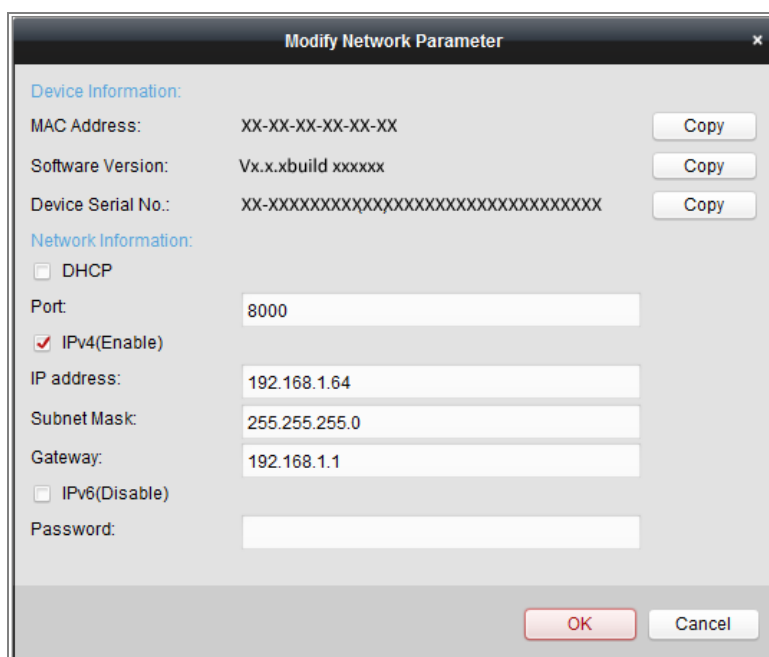 Modify Network Parameter ×
Device Information:
MAC Address: XX-XX-XX-XX-XX-XX Copy
Software Version: Vx.x.xbuild xxxxxx Copy
Device Serial No.: XX-XXXXXXXXXXXXXXXXXXXXXXXXXXXXXXXXX Copy
Network Information:
DHCP
Port: 8000
IPv4(Enable)
IP address: 192.168.1.64
Subnet Mask: 255.255.255.0
Gateway: 192.168.1.1
IPv6(Disable)
Password:
OK Cancel